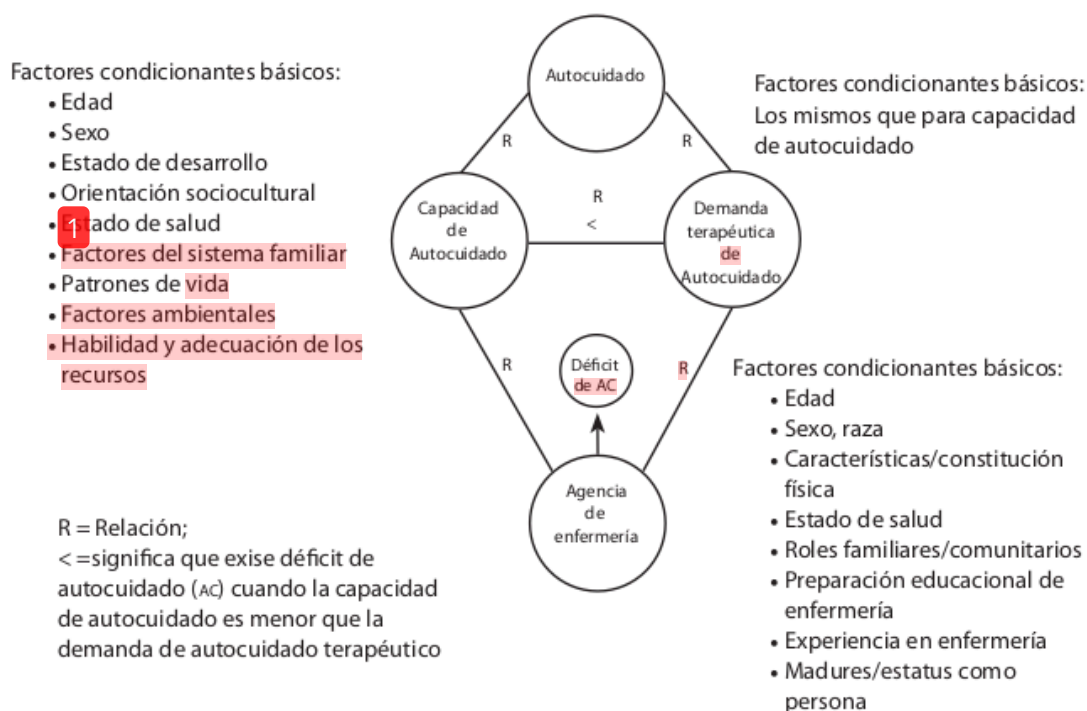 Factores condicionantes básicos:
• Edad
• Sexo
• Estado de desarrollo
• Orientación sociocultural
• Estado de salud
1
• Factores del sistema familiar
• Patrones de vida
• Factores ambientales
• Habilidad y adecuación de los
recursos
Autocuidado
Factores condicionantes básicos:
Los mismos que para capacidad
de autocuidado
R
R
Capacidad
de
Autocuidado
R
<
Demanda
terapéutica
de
Autocuidado
R
Déficit
de AC
R
Agencia
de
enfermería
Factores condicionantes básicos:
• Edad
• Sexo, raza
• Características/constitución
física
• Estado de salud
• Roles familiares/comunitarios
• Preparación educacional de
enfermería
• Experiencia en enfermería
• Madures/estatus como
persona
R = Relación;
< =significa que exise déficit de
autocuidado (AC) cuando la capacidad
de autocuidado es menor que la
demanda de autocuidado terapéutico